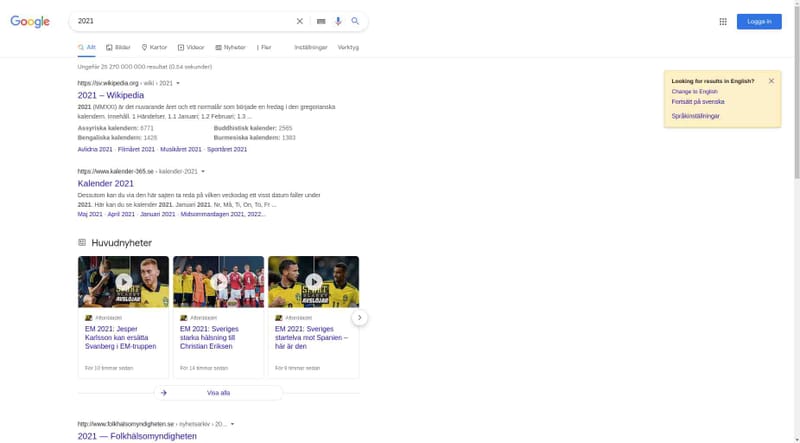 Google
2021
Logga in
Allt Bilder Kartor Videor Nyheter Fler Inställningar Verktyg
Ungefär 25 270 000 000 resultat (0,64 sekunder)
https://sv.wikipedia.org › wiki › 2021
2021 – Wikipedia
2021 (MMXXI) är det nuvarande året och ett normalår som började en fredag i den gregorianska
kalendern. Innehåll. 1 Händelser. 1.1 Januari; 1.2 Februari; 1.3 ...
Assyriska kalendern: 6771 Buddhistisk kalender: 2565
Bengaliska kalendern: 1428 Burmesiska kalendern: 1383
Avlidna 2021 · Filmåret 2021 · Musikåret 2021 · Sportåret 2021
https://www.kalender-365.se › kalender-2021
Kalender 2021
Dessutom kan du via den här sajten ta reda på vilken veckodag ett visst datum faller under
2021. Här kan du se kalender 2021. Januari 2021. Nr, Må, Ti, On, To, Fr ...
Maj 2021 · April 2021 · Januari 2021 · Midsommardagen 2021, 2022...
Huvudnyheter
AVSLÖJAR
AVSLÖJAR
Aftonbladet
EM 2021: Jesper
Karlsson kan ersätta
Svanberg i EM-truppen
För 10 timmar sedan
Aftonbladet
EM 2021: Sveriges
starka hälsning till
Christian Eriksen
För 14 timmar sedan
Aftonbladet
EM 2021: Sveriges
startelva mot Spanien –
här är den
För 6 timmar sedan
Visa alla
http://www.folkhalsomyndigheten.se › nyhetsarkiv › 20...
2021 — Folkhälsomyndigheten
Looking for results in English?
Change to English
Fortsätt på svenska
Språkinställningar